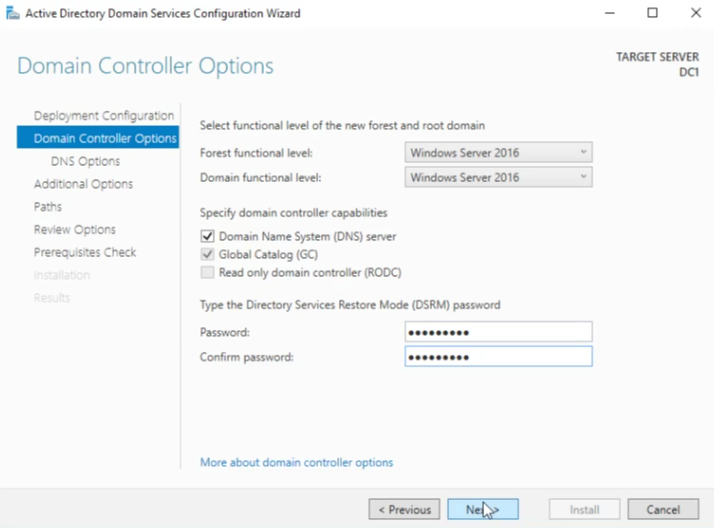 Active Directory Domain Services Configuration Wizard
Domain Controller Options
TARGET SERVER
DC1
Deployment Configuration
Domain Controller Options
DNS Options
Additional Options
Paths
Review Options
Prerequisites Check
Installation
Results
Select functional level of the new forest and root domain
Forest functional level: Windows Server 2016
Domain functional level: Windows Server 2016
Specify domain controller capabilities
Domain Name System (DNS) server
Global Catalog (GC)
Read only domain controller (RODC)
Type the Directory Services Restore Mode (DSRM) password
Password: ●●●●●●●●●
Confirm password: ●●●●●●●●●
More about domain controller options
< Previous Next > Install Cancel